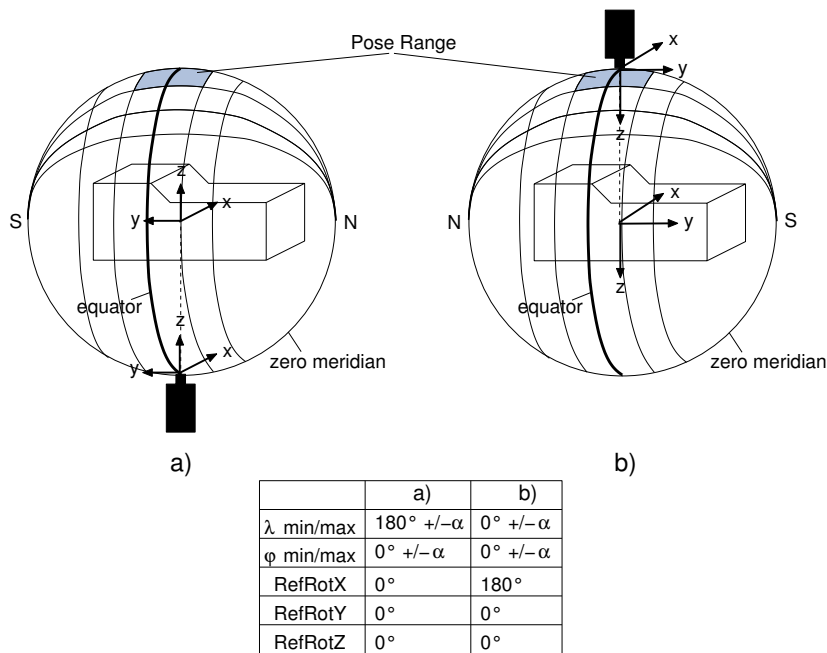 Pose Range
x
y
z
z
x
y
S
N
equator
z
x
y
zero meridian
a)
z
x
y
N
S
equator
z
zero meridian
b)
a) b)
λ min/max 180° +/−α 0° +/−α
φ min/max 0° +/−α 0° +/−α
RefRotX 0° 180°
RefRotY 0° 0°
RefRotZ 0° 0°